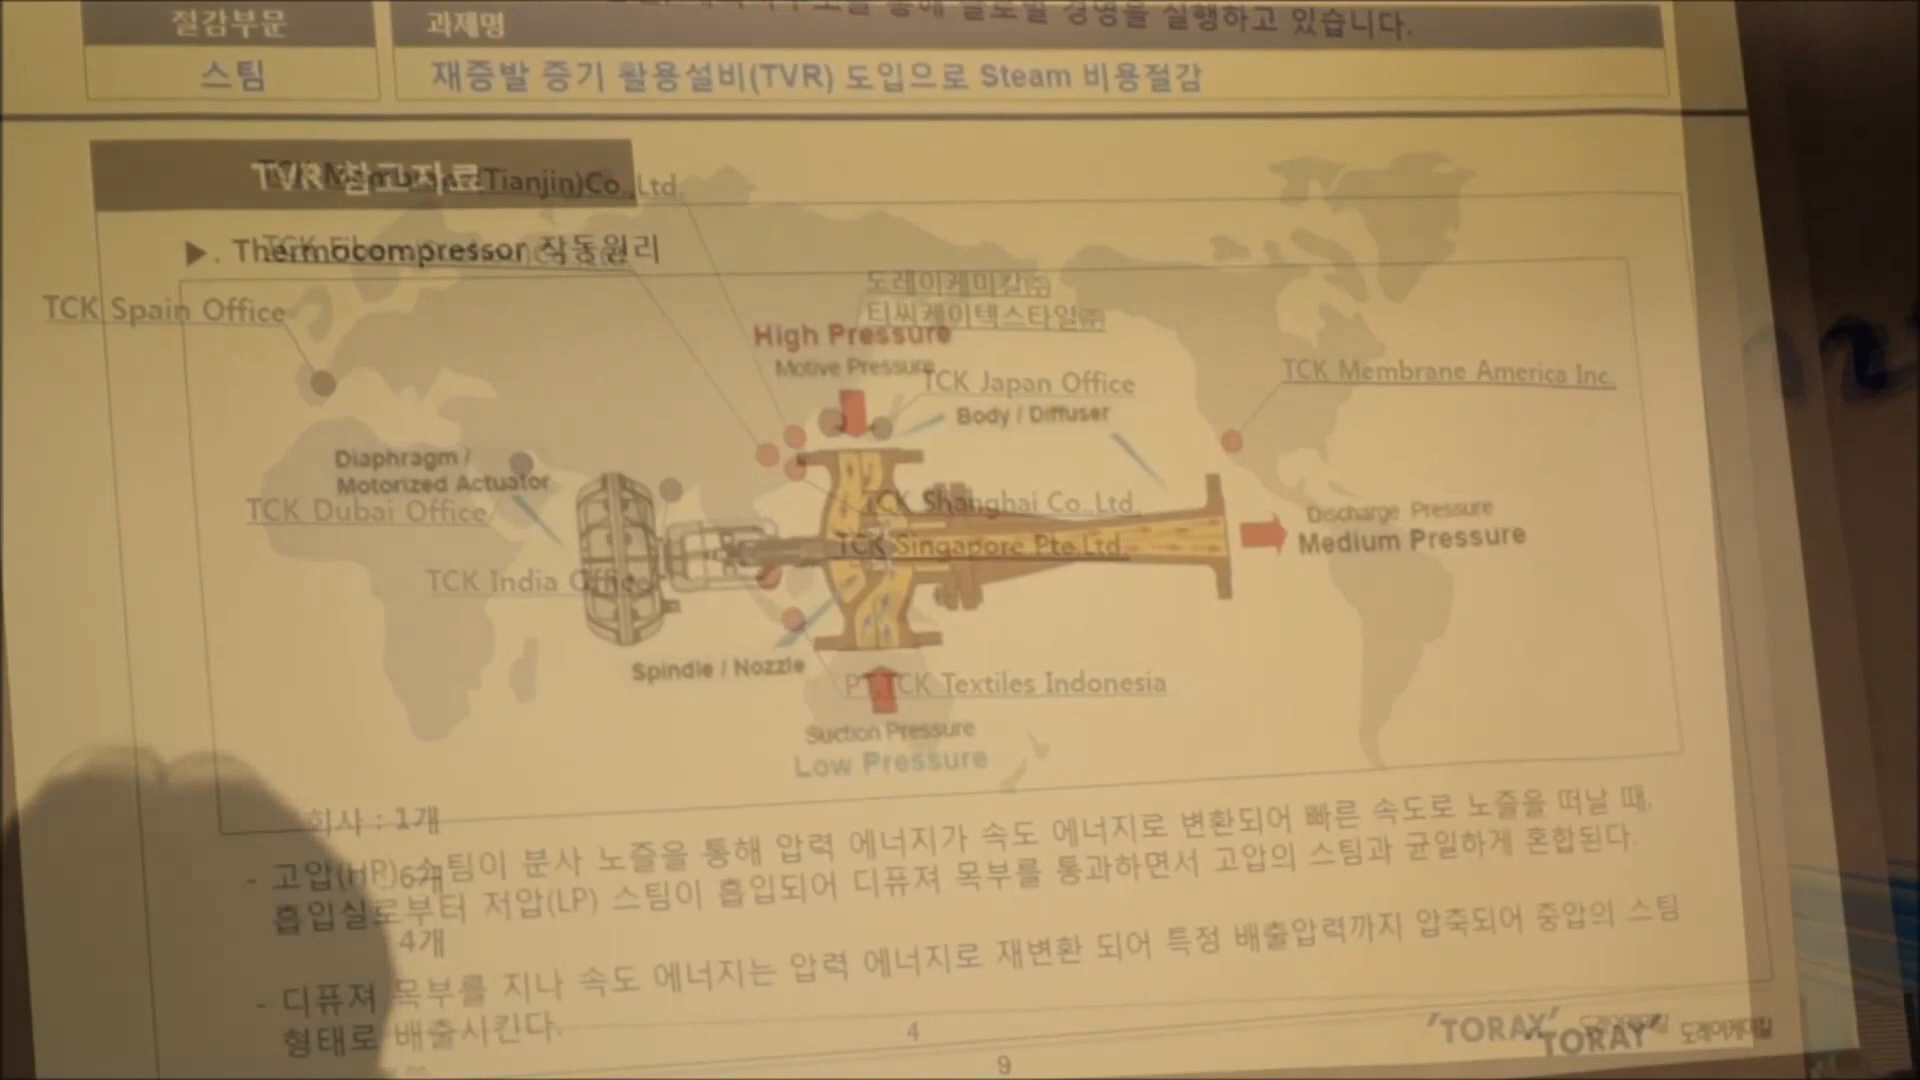 실행하고 있습니다.
절감부문
과제명
스팀
재증발 증기 활용설비(TVR) 도입으로 Steam 비용절감
TVR 참고자료
(Tianjin)Co.,Ltd.
▶. Thermocompressor 작동원리
TCK Spain Office
도레이케미칼㈜
티씨케이텍스타일㈜
High Pressure
Motive Pressure
TCK Japan Office
TCK Membrane America Inc.
Body / Diffuser
Diaphragm /
Motorized Actuator
TCK Dubai Office
TCK Shanghai Co.,Ltd.
Discharge Pressure
Medium Pressure
TCK Singapore Pte.Ltd.
TCK India Office
Spindle / Nozzle
PT.TCK Textiles Indonesia
Suction Pressure
Low Pressure
회사 : 1개
6개
4개
- 고압(HP) 스팀이 분사 노즐을 통해 압력 에너지가 속도 에너지로 변환되어 빠른 속도로 노즐을 떠날 때,
흡입실로부터 저압(LP) 스팀이 흡입되어 디퓨져 목부를 통과하면서 고압의 스팀과 균일하게 혼합된다.
- 디퓨져 목부를 지나 속도 에너지는 압력 에너지로 재변환 되어 특정 배출압력까지 압축되어 중압의 스팀
형태로 배출시킨다.
4
9
'TORAY'
'TORAY' 도레이케미칼